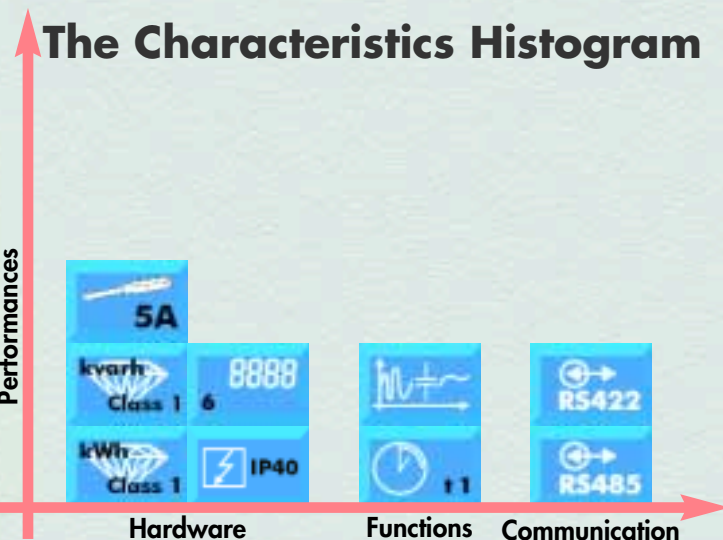 The Characteristics Histogram
Performances
5A
kvarh
Class 1
8888
6
kWh
Class 1
IP40
t 1
RS422
RS485
Hardware
Functions
Communication